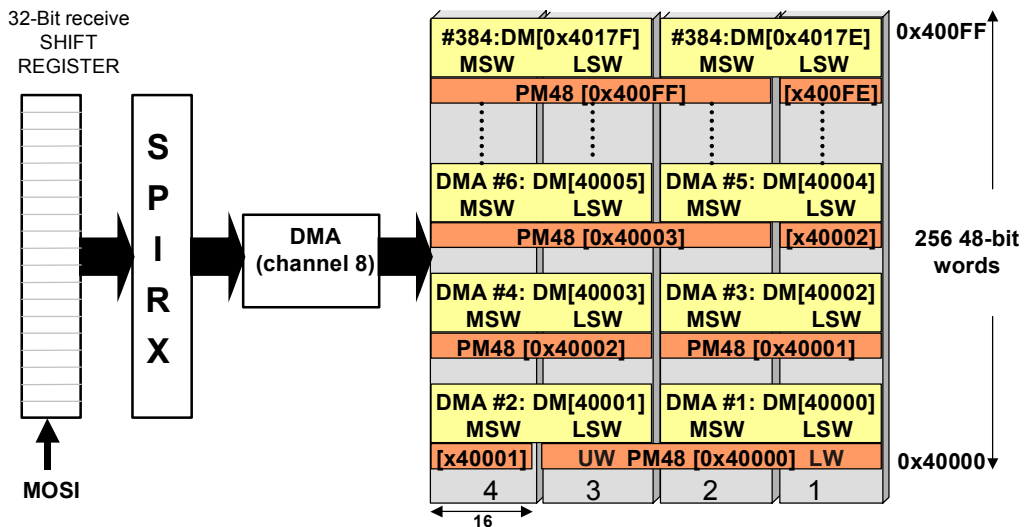 32-Bit receive
SHIFT
REGISTER
S
P
I
R
X
MOSI
DMA
(channel 8)
#384:DM[0x4017F] #384:DM[0x4017E]
MSW LSW MSW LSW
PM48 [0x400FF] [x400FE]
DMA #6: DM[40005] DMA #5: DM[40004]
MSW LSW MSW LSW
PM48 [0x40003] [x40002]
DMA #4: DM[40003] DMA #3: DM[40002]
MSW LSW MSW LSW
PM48 [0x40002] PM48 [0x40001]
DMA #2: DM[40001] DMA #1: DM[40000]
MSW LSW MSW LSW
[x40001] UW PM48 [0x40000] LW
4 3 2 1
16
0x400FF
256 48-bit
words
0x40000